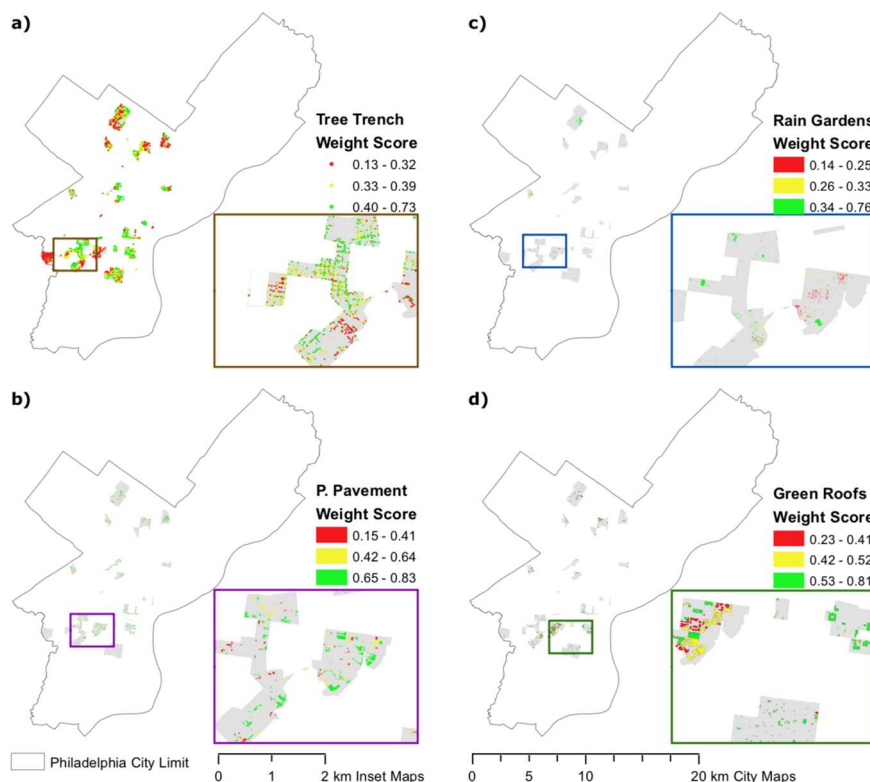 a)
Tree Trench
Weight Score
0.13 - 0.32
0.33 - 0.39
0.40 - 0.73
c)
Rain Gardens
Weight Score
0.14 - 0.25
0.26 - 0.33
0.34 - 0.76
b)
P. Pavement
Weight Score
0.15 - 0.41
0.42 - 0.64
0.65 - 0.83
d)
Green Roofs
Weight Score
0.23 - 0.41
0.42 - 0.52
0.53 - 0.81
Philadelphia City Limit
0 1 2 km Inset Maps
0 5 10 15 20 km City Maps